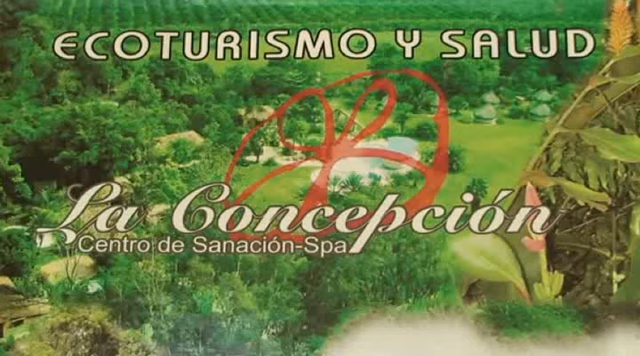 ECOTURISMO Y SALUD
La Concepción
Centro de Sanación-Spa